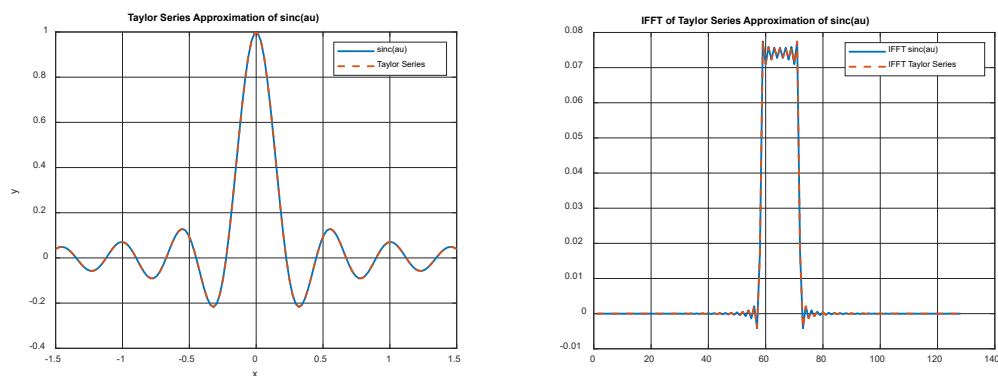 Taylor Series Approximation of sinc(au)
1
0.8
0.6
0.4
0.2
0
-0.2
-0.4
y
-1.5 -1 -0.5 0 0.5 1 1.5
x
sinc(au)
Taylor Series
IFFT of Taylor Series Approximation of sinc(au)
0.08
0.07
0.06
0.05
0.04
0.03
0.02
0.01
0
-0.01
0 20 40 60 80 100 120 140
IFFT sinc(au)
IFFT Taylor Series